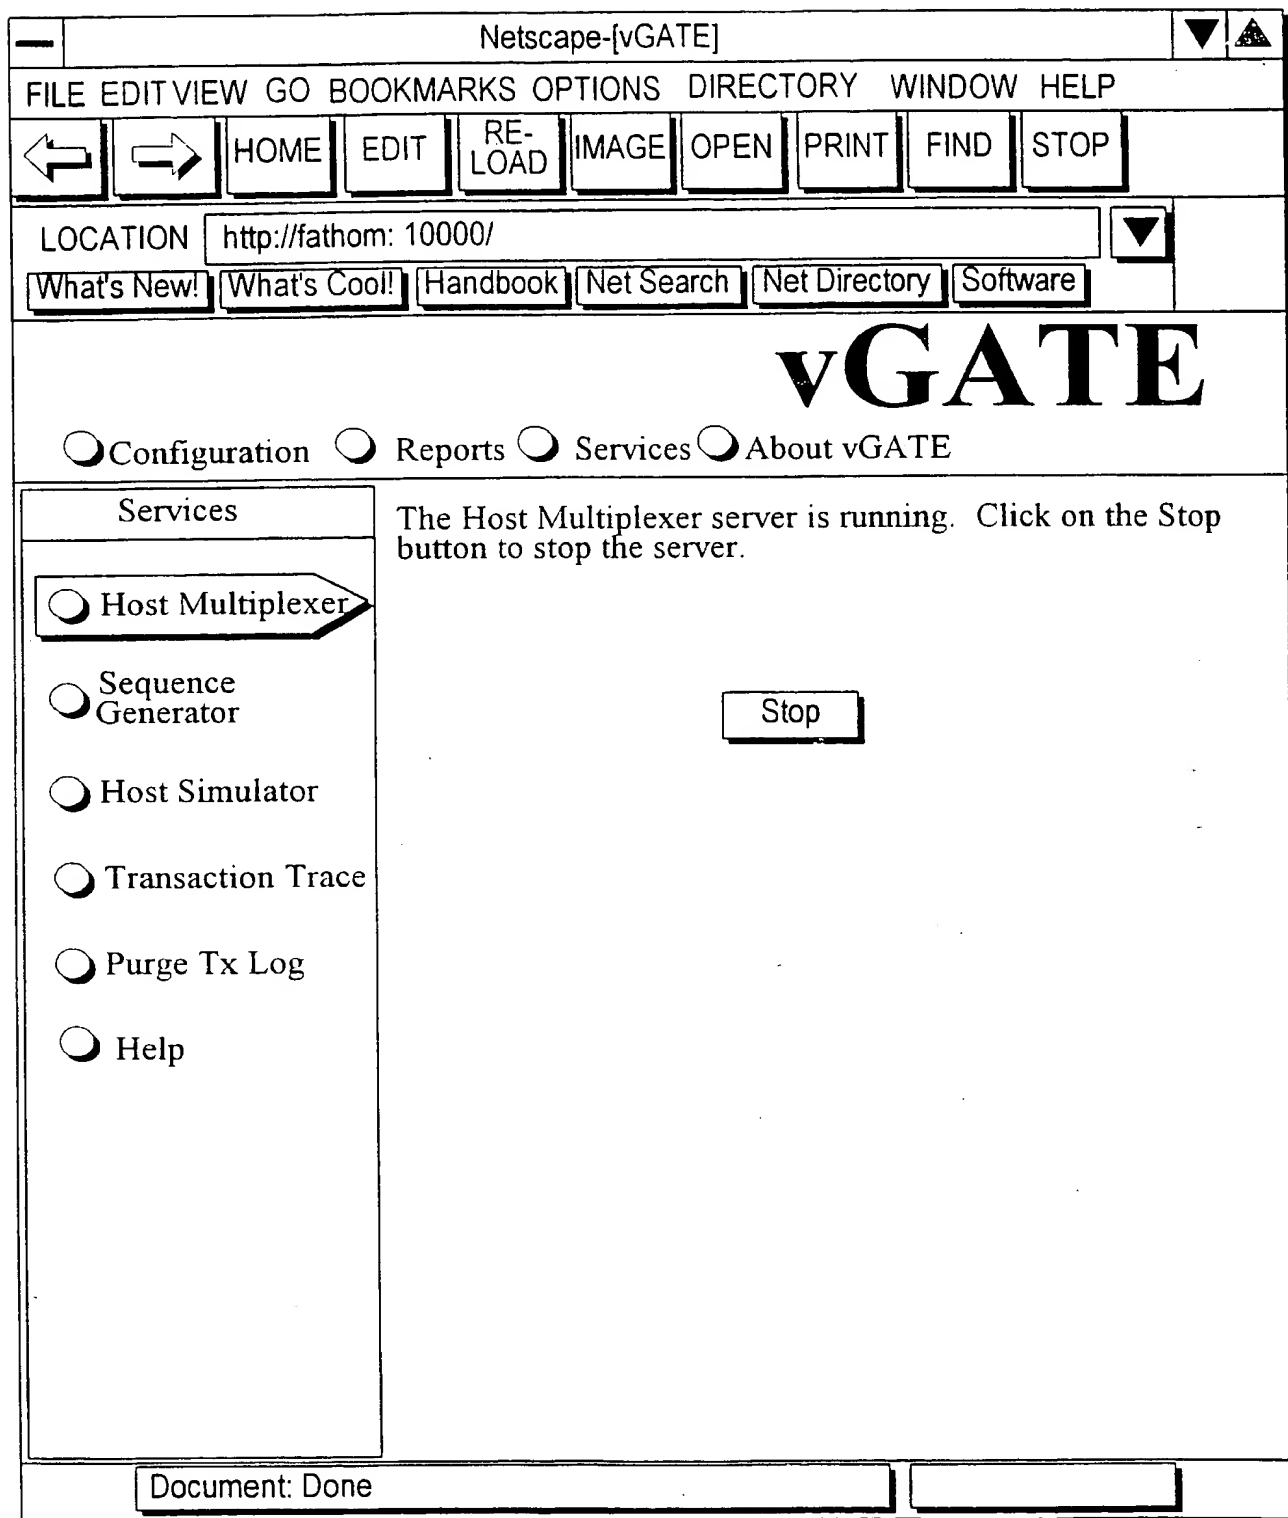 Netscape-[vGATE]
FILE EDIT VIEW GO BOOKMARKS OPTIONS DIRECTORY WINDOW HELP
HOME EDIT RE-LOAD IMAGE OPEN PRINT FIND STOP
LOCATION http://fathom: 10000/
What's New! What's Cool! Handbook Net Search Net Directory Software
vGATE
Configuration Reports Services About vGATE
Services
Host Multiplexer
Sequence
Generator
Host Simulator
Transaction Trace
Purge Tx Log
Help
The Host Multiplexer server is running. Click on the Stop
button to stop the server.
Stop
Document: Done